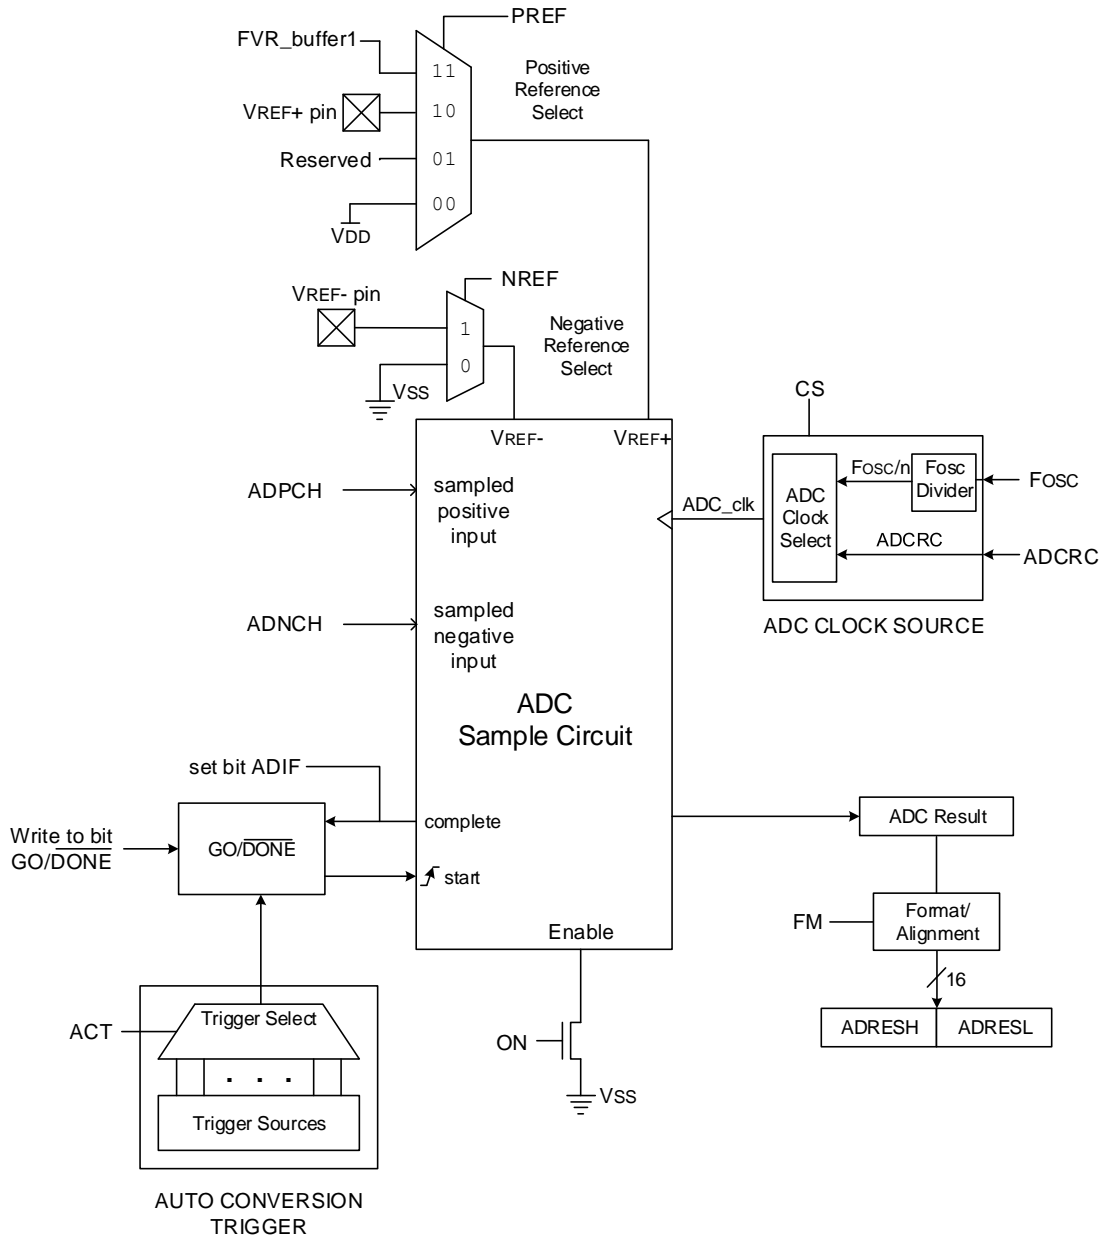 PREF
FVR_buffer1
11
Positive
Reference
Select
VREF+ pin
10
Reserved
01
00
VDD
NREF
VREF- pin
1
Negative
Reference
Select
0
VSS
CS
VREF-
VREF+
ADPCH
sampled
positive
input
ADC_clk
ADC
Clock
Select
FOSC/n
Fosc
Divider
FOSC
ADCRC
ADCRC
ADC CLOCK SOURCE
ADNCH
sampled
negative
input
ADC
Sample Circuit
set bit ADIF
complete
Write to bit
GO/DONE
GO/DONE
start
ADC Result
FM
Format/
Alignment
16
ADRESH
ADRESL
Enable
ON
VSS
ACT
Trigger Select
. . .
Trigger Sources
AUTO CONVERSION
TRIGGER